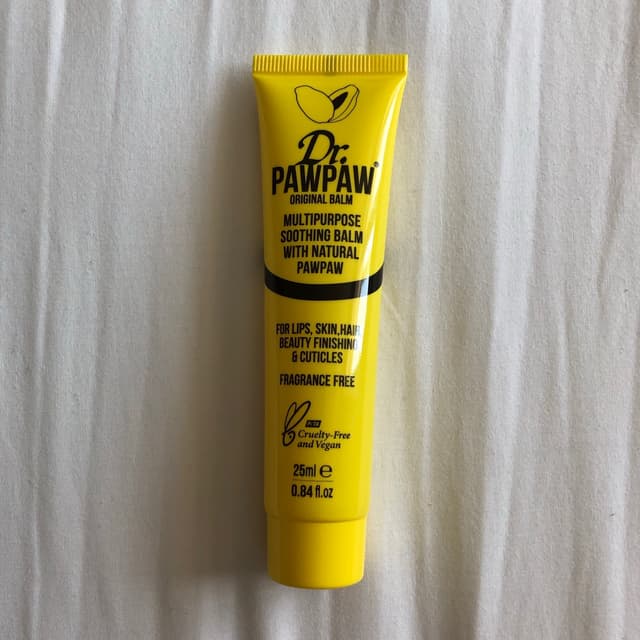 Dr.
PAWPAW®
ORIGINAL BALM
MULTIPURPOSE
SOOTHING BALM
WITH NATURAL
PAWPAW
FOR LIPS, SKIN, HAIR,
BEAUTY FINISHING
& CUTICLES
FRAGRANCE FREE
PETA
Cruelty-Free
and Vegan
25ml ℮
0.84 fl.oz